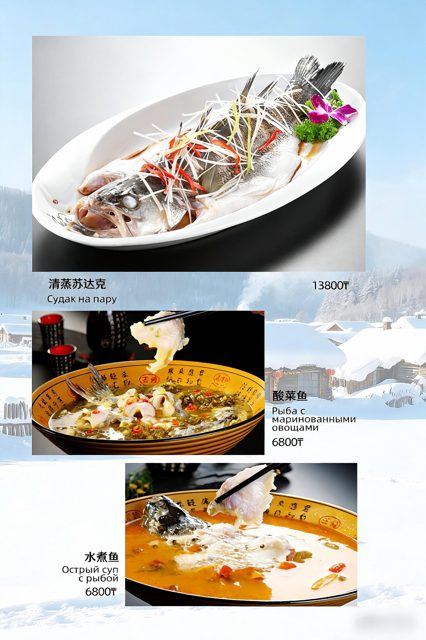 清蒸苏达克
Судак на пару
13800₸
酸菜鱼
Рыба с
маринованными
овощами
6800₸
水煮鱼
Острый суп
с рыбой
6800₸